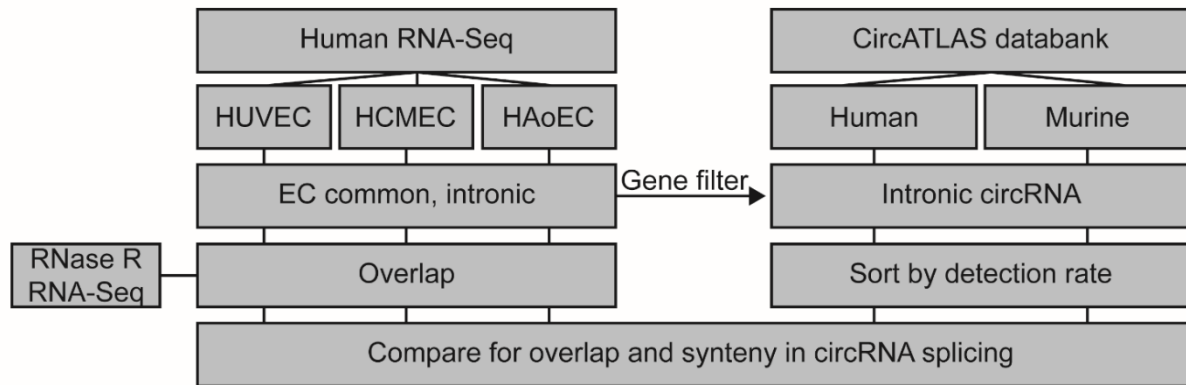 Human RNA-Seq
CircATLAS databank
HUVEC
HCMEC
HAoEC
Human
Murine
EC common, intronic
Gene filter
Intronic circRNA
RNase R
RNA-Seq
Overlap
Sort by detection rate
Compare for overlap and synteny in circRNA splicing